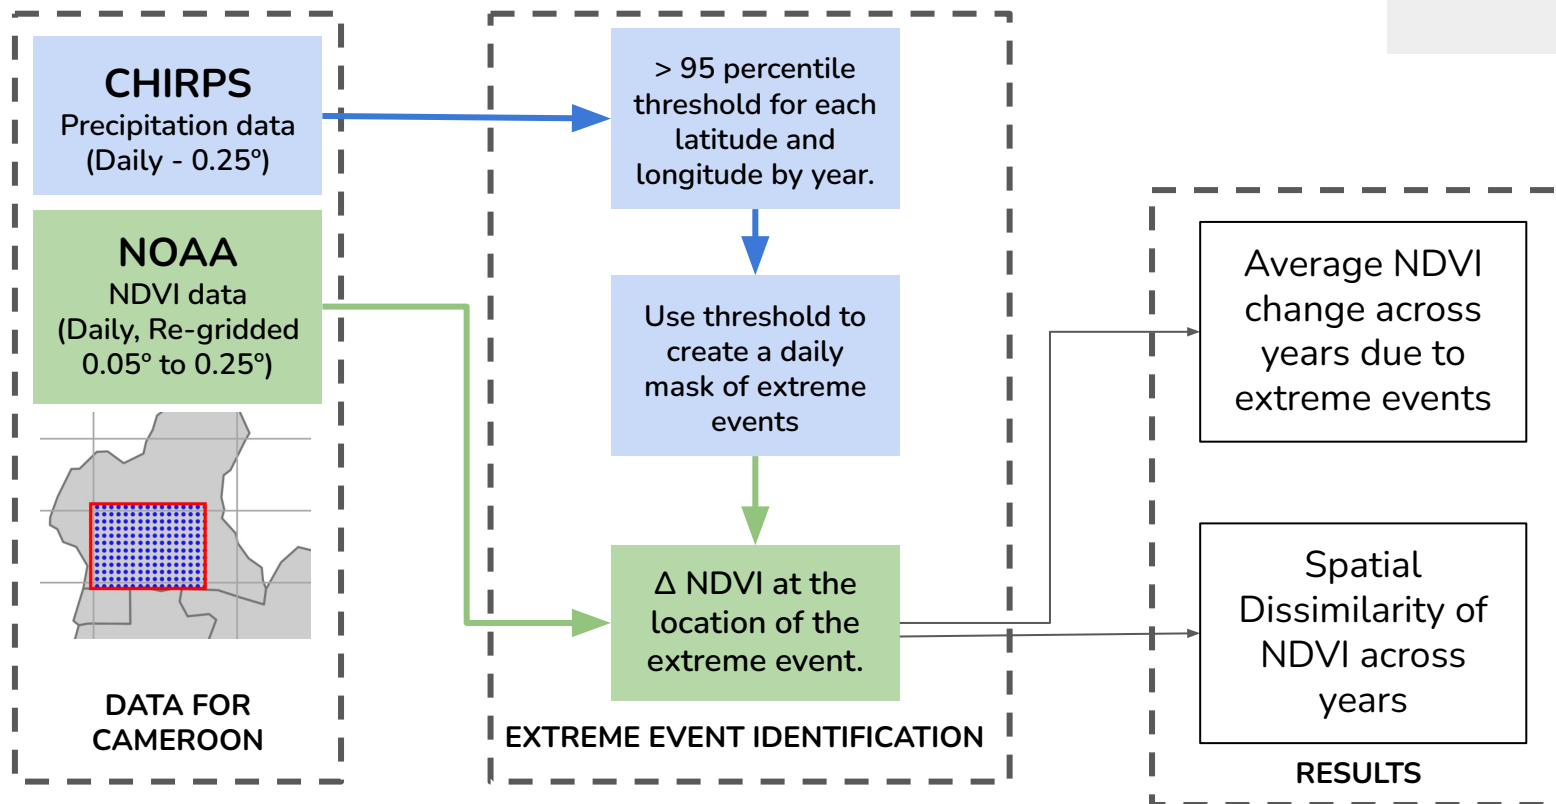 CHIRPS
Precipitation data
(Daily - 0.25º)
NOAA
NDVI data
(Daily, Re-gridded
0.05º to 0.25º)
DATA FOR
CAMEROON
> 95 percentile
threshold for each
latitude and
longitude by year.
Use threshold to
create a daily
mask of extreme
events
Δ NDVI at the
location of the
extreme event.
EXTREME EVENT IDENTIFICATION
Average NDVI
change across
years due to
extreme events
Spatial
Dissimilarity of
NDVI across
years
RESULTS